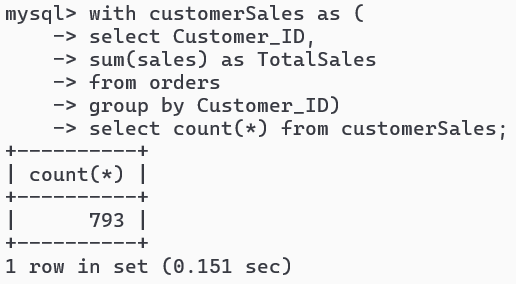 mysql> with customerSales as (
    -> select Customer_ID,
    -> sum(sales) as TotalSales
    -> from orders
    -> group by Customer_ID)
    -> select count(*) from customerSales;
+----------+
| count(*) |
+----------+
|      793 |
+----------+
1 row in set (0.151 sec)